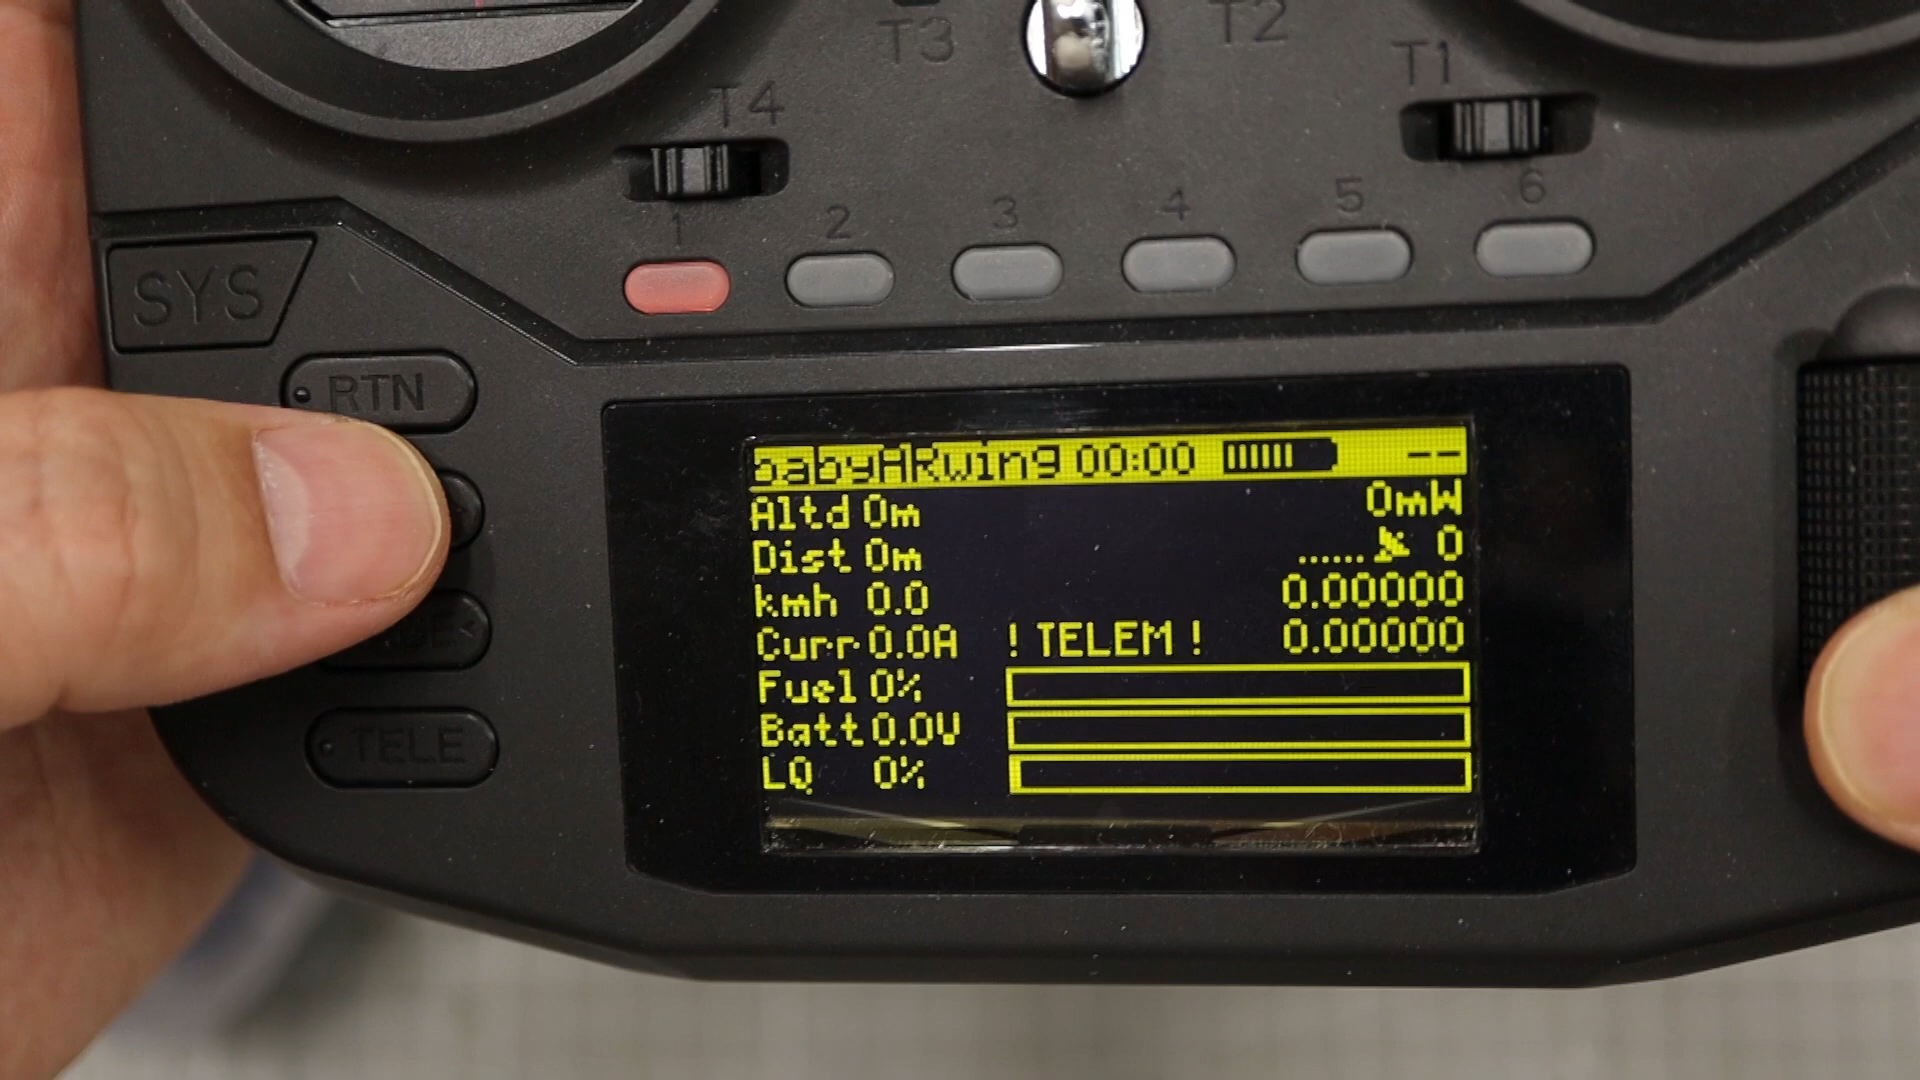 T3
T2
T1
T4
1
2
3
4
5
6
SYS
RTN
TELE
babyARwing 00:00 --
Altd 0m 0mW
Dist 0m ...... 0
kmh 0.0 0.00000
Curr 0.0A ! TELEM ! 0.00000
Fuel 0%
Batt 0.0V
LQ 0%